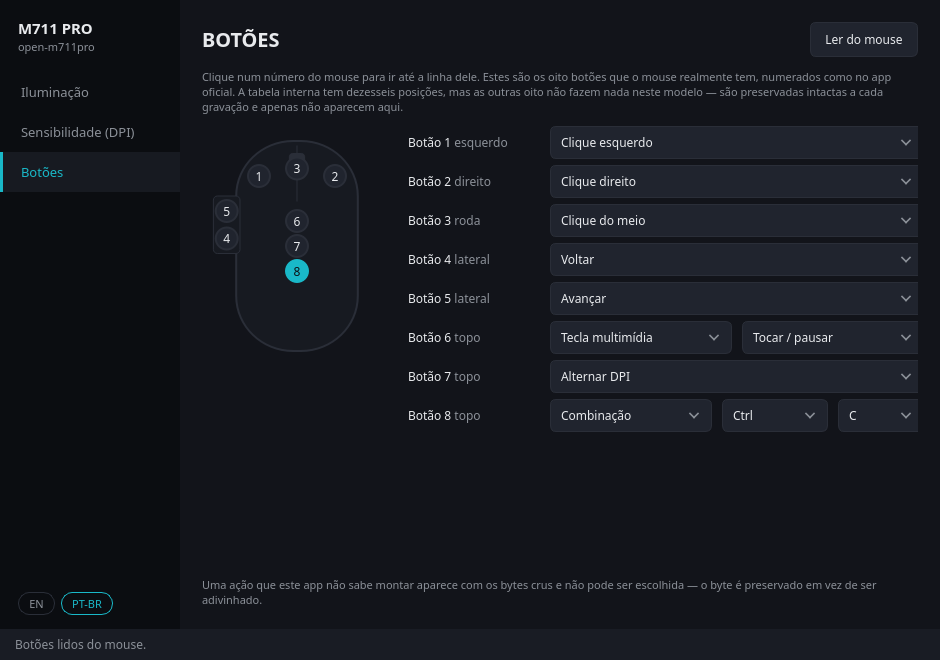 M711 PRO
open-m711pro
Iluminação
Sensibilidade (DPI)
Botões
EN
PT-BR
BOTÕES
Ler do mouse
Clique num número do mouse para ir até a linha dele. Estes são os oito botões que o mouse realmente tem, numerados como no app
oficial. A tabela interna tem dezesseis posições, mas as outras oito não fazem nada neste modelo — são preservadas intactas a cada
gravação e apenas não aparecem aqui.
1
3
2
5
4
6
7
8
Botão 1 esquerdo
Clique esquerdo
Botão 2 direito
Clique direito
Botão 3 roda
Clique do meio
Botão 4 lateral
Voltar
Botão 5 lateral
Avançar
Botão 6 topo
Tecla multimídia
Tocar / pausar
Botão 7 topo
Alternar DPI
Botão 8 topo
Combinação
Ctrl
C
Uma ação que este app não sabe montar aparece com os bytes crus e não pode ser escolhida — o byte é preservado em vez de ser
adivinhado.
Botões lidos do mouse.